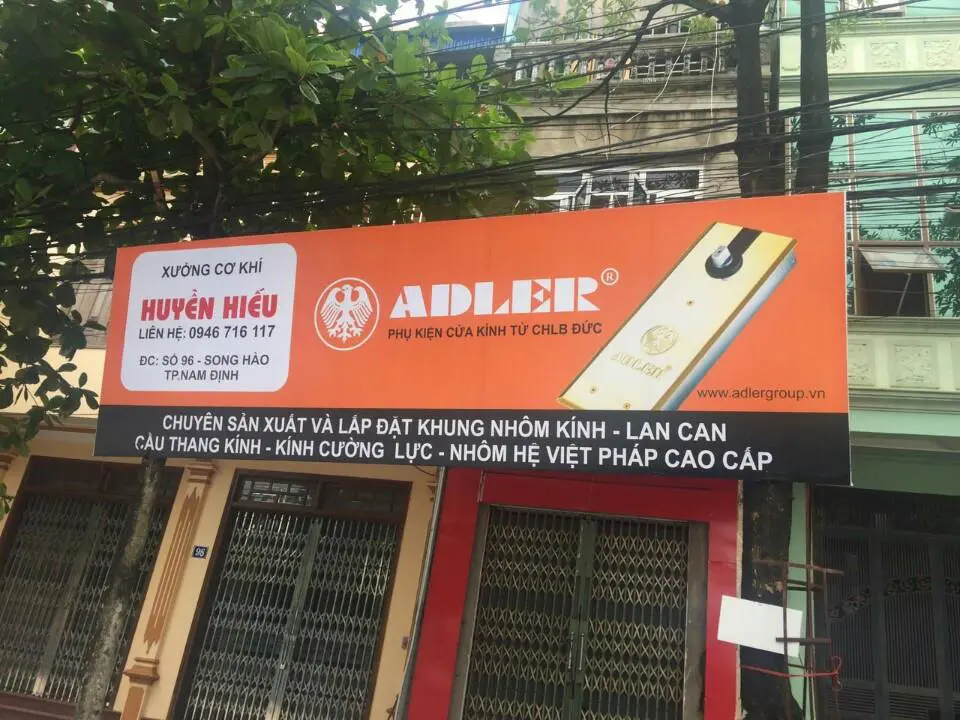 XƯỞNG CƠ KHÍ
HUYỀN HIẾU
LIÊN HỆ: 0946 716 117
ĐC: SỐ 96 - SONG HÀO
TP.NAM ĐỊNH
ADLER®
PHỤ KIỆN CỬA KÍNH TỪ CHLB ĐỨC
ADLER
www.adlergroup.vn
CHUYÊN SẢN XUẤT VÀ LẮP ĐẶT KHUNG NHÔM KÍNH - LAN CAN
CẦU THANG KÍNH - KÍNH CƯỜNG LỰC - NHÔM HỆ VIỆT PHÁP CAO CẤP
96